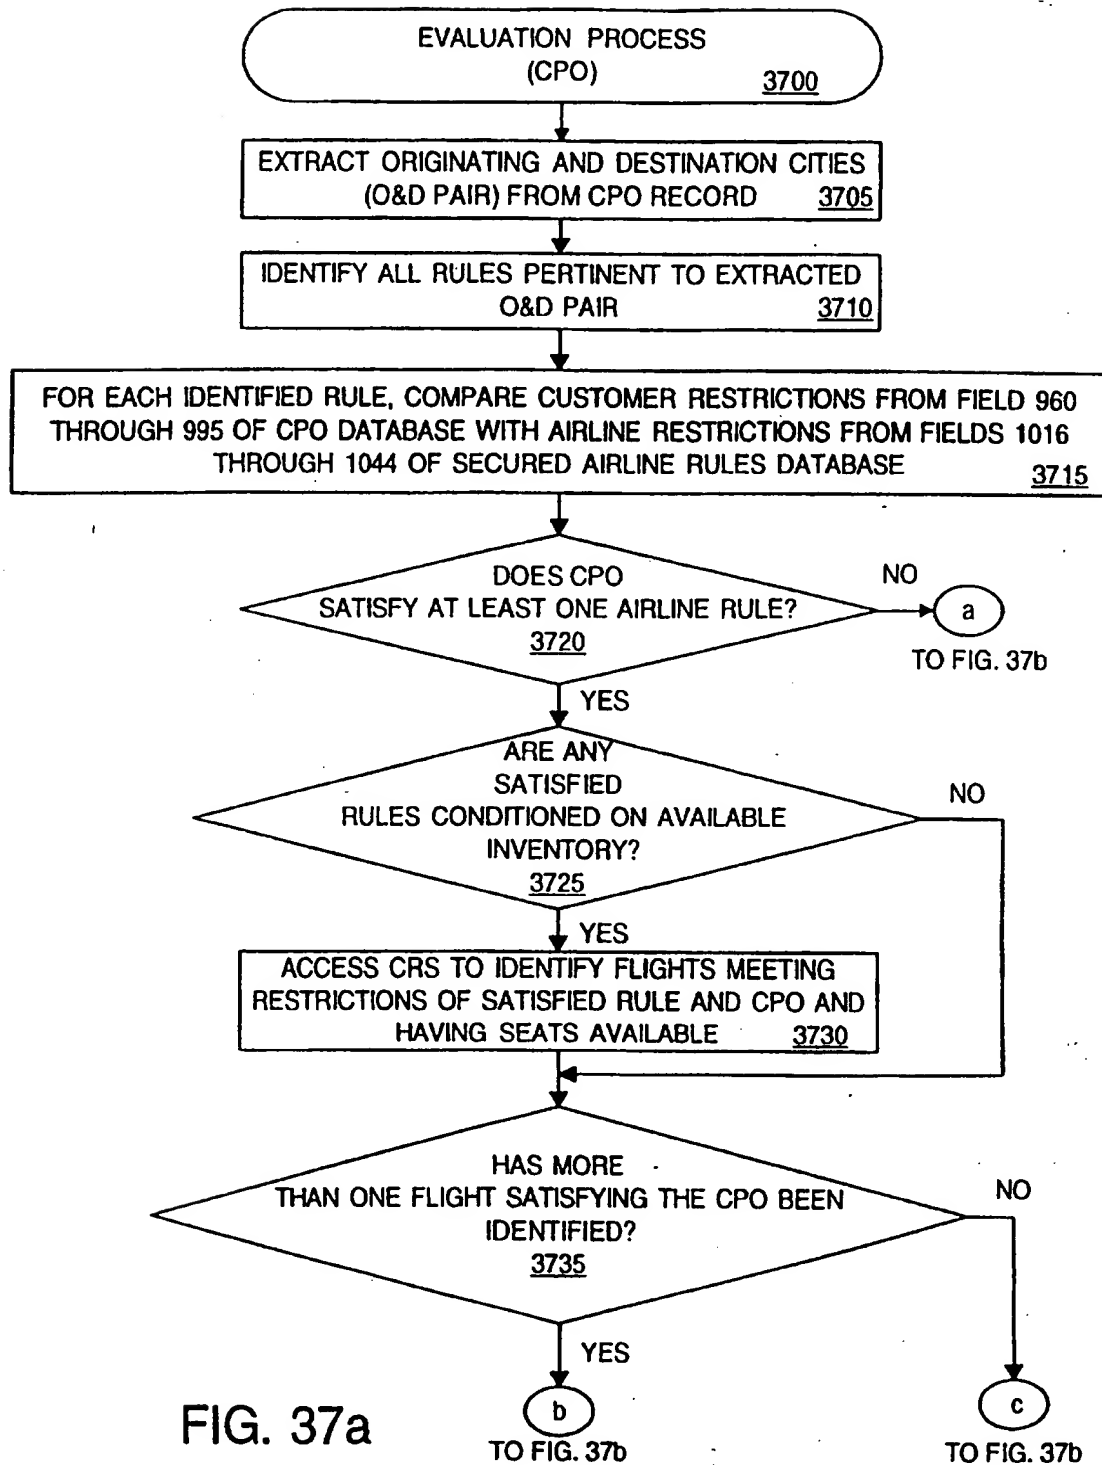 EVALUATION PROCESS
(CPO)
3700
EXTRACT ORIGINATING AND DESTINATION CITIES
(O&D PAIR) FROM CPO RECORD 3705
IDENTIFY ALL RULES PERTINENT TO EXTRACTED
O&D PAIR 3710
FOR EACH IDENTIFIED RULE, COMPARE CUSTOMER RESTRICTIONS FROM FIELD 960
THROUGH 995 OF CPO DATABASE WITH AIRLINE RESTRICTIONS FROM FIELDS 1016
THROUGH 1044 OF SECURED AIRLINE RULES DATABASE
3715
DOES CPO
SATISFY AT LEAST ONE AIRLINE RULE?
3720
NO
a
TO FIG. 37b
YES
ARE ANY
SATISFIED
RULES CONDITIONED ON AVAILABLE
INVENTORY?
3725
NO
YES
ACCESS CRS TO IDENTIFY FLIGHTS MEETING
RESTRICTIONS OF SATISFIED RULE AND CPO AND
HAVING SEATS AVAILABLE 3730
HAS MORE
THAN ONE FLIGHT SATISFYING THE CPO BEEN
IDENTIFIED?
3735
NO
YES
b
TO FIG. 37b
c
TO FIG. 37b
FIG. 37a